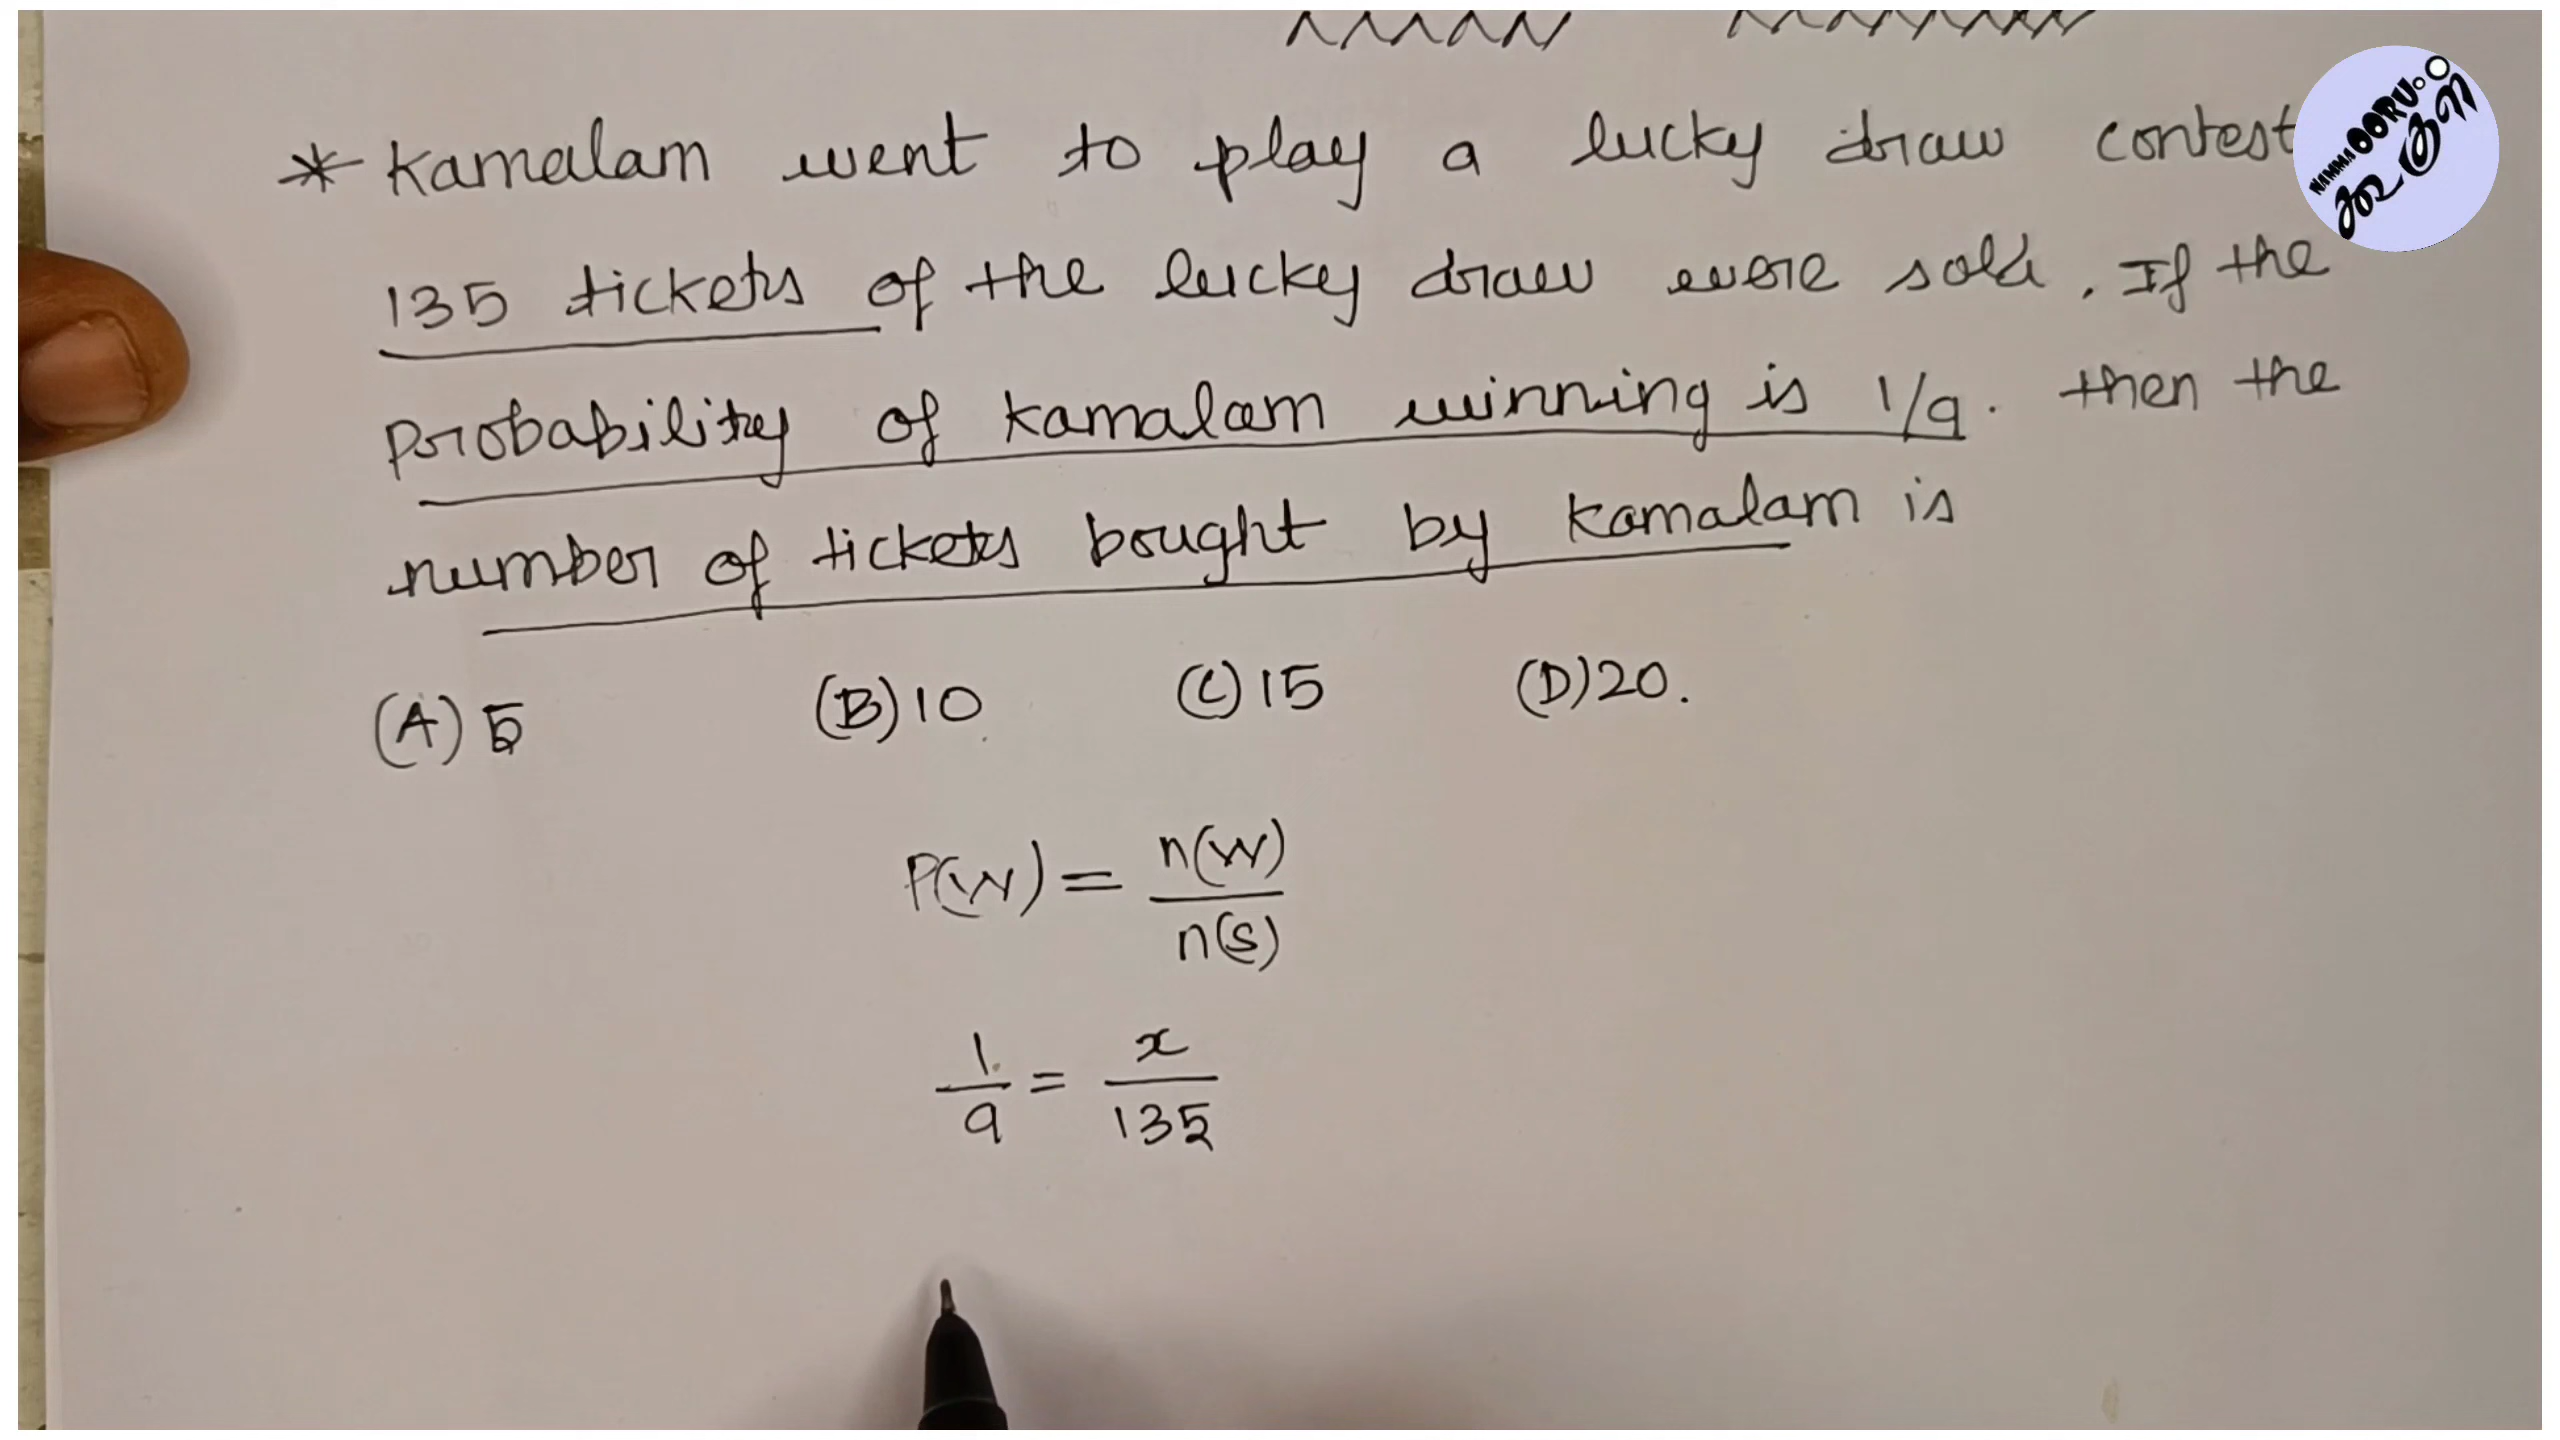 * Kamalam went to play a lucky draw contest
135 tickets of the lucky draw were sold. If the
probability of Kamalam winning is 1/9. then the
number of tickets bought by Kamalam is
(A) 5 (B) 10 (C) 15 (D) 20.
P(W) = n(W) / n(S)
1/9 = x/135
NAMMA OORU